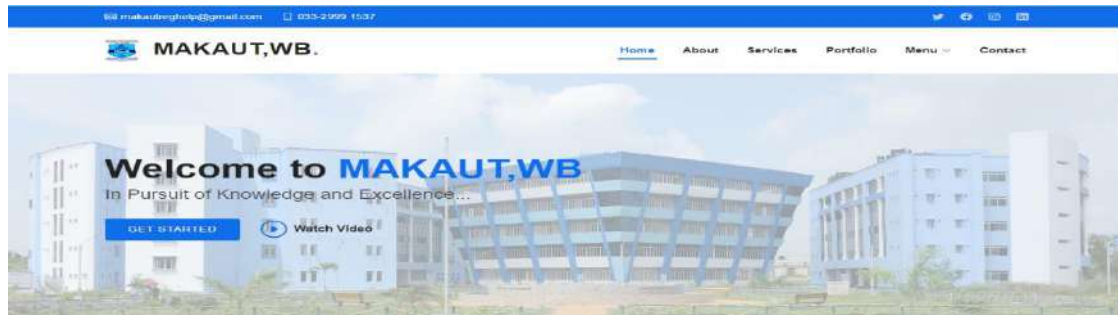 makautreghelp@gmail.com 033-2999 1537
MAKAUT,WB.
Home About Services Portfolio Menu Contact
Welcome to MAKAUT,WB
In Pursuit of Knowledge and Excellence...
GET STARTED Watch Video